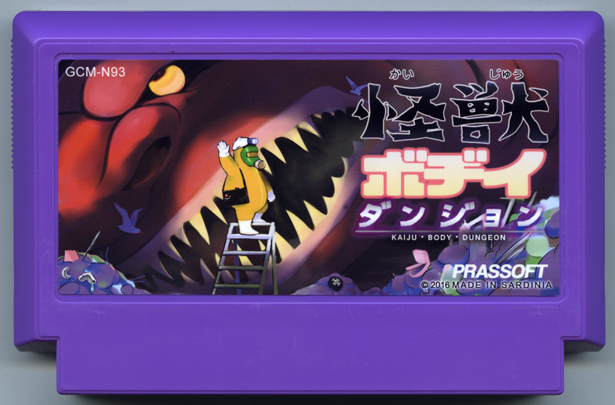 GCM-N93
かい じゅう
怪獣
ボディ
ダンジョン
KAIJU・BODY・DUNGEON
PRASSOFT
©2016 MADE IN SARDINIA